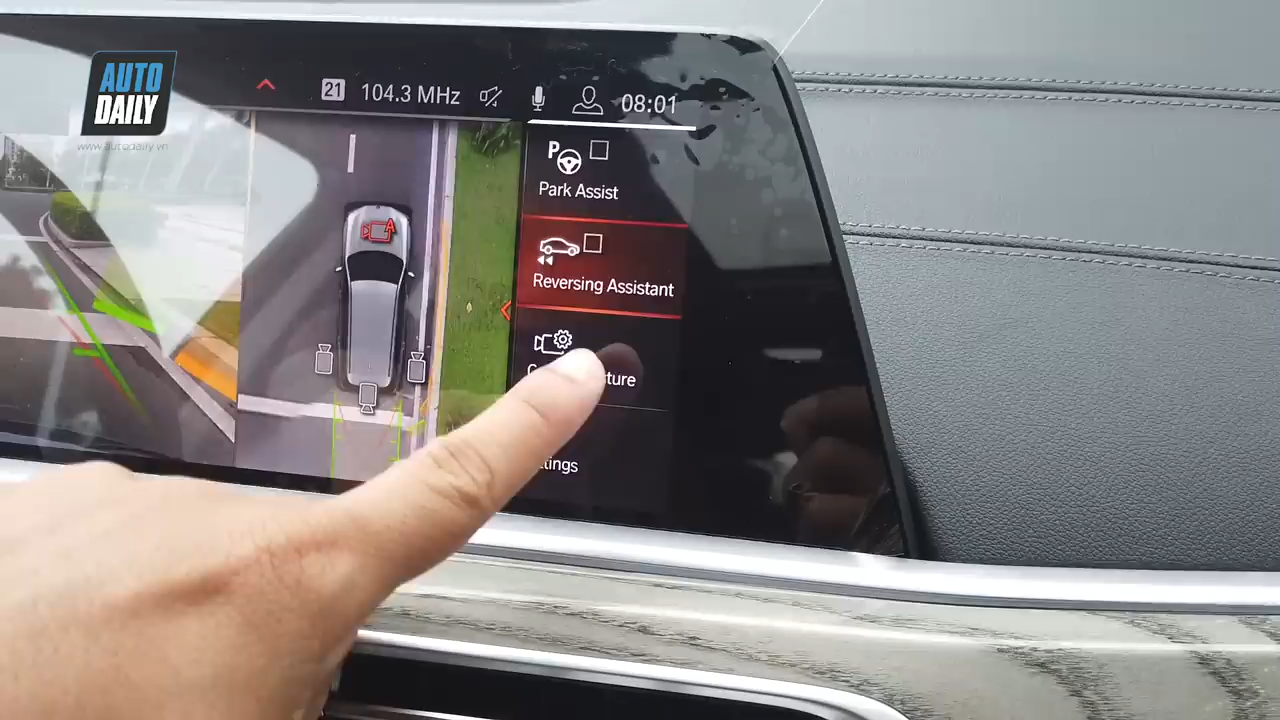 AUTO
DAILY
www.autodaily.vn
21 104.3 MHz 08:01
P
Park Assist
A
Reversing Assistant